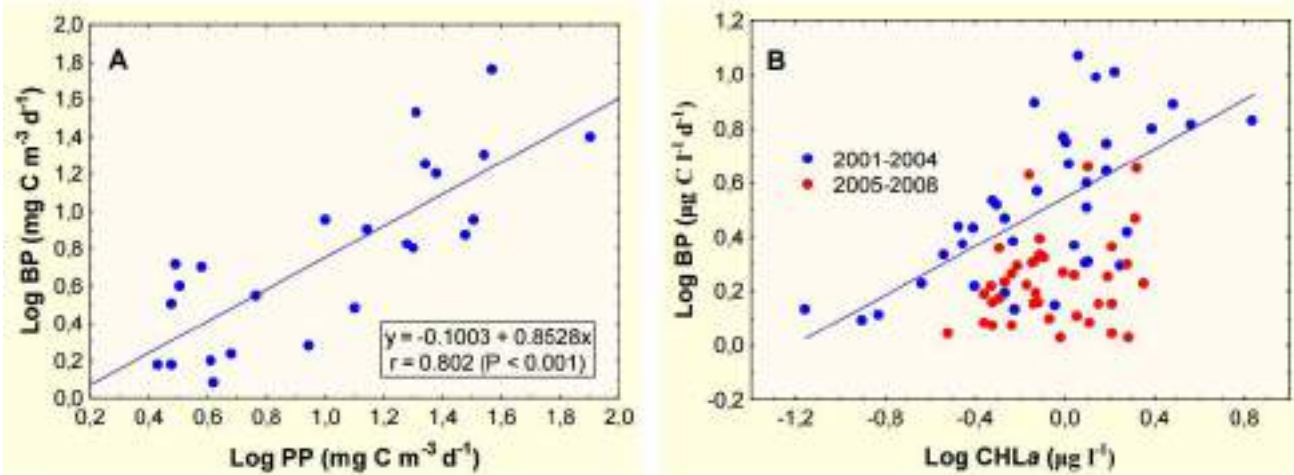 A
Log BP (mg C m⁻³ d⁻¹)
2,0
1,8
1,6
1,4
1,2
1,0
0,8
0,6
0,4
0,2
0,0
y = -0.1003 + 0.8528x
r = 0.802 (P < 0.001)
0,2 0,4 0,6 0,8 1,0 1,2 1,4 1,6 1,8 2,0
Log PP (mg C m⁻³ d⁻¹)
B
Log BP (µg C l⁻¹ d⁻¹)
1,2
1,0
0,8
0,6
0,4
0,2
0,0
-0,2
2001-2004
2005-2008
-1,2 -0,8 -0,4 0,0 0,4 0,8
Log CHLa (µg l⁻¹)